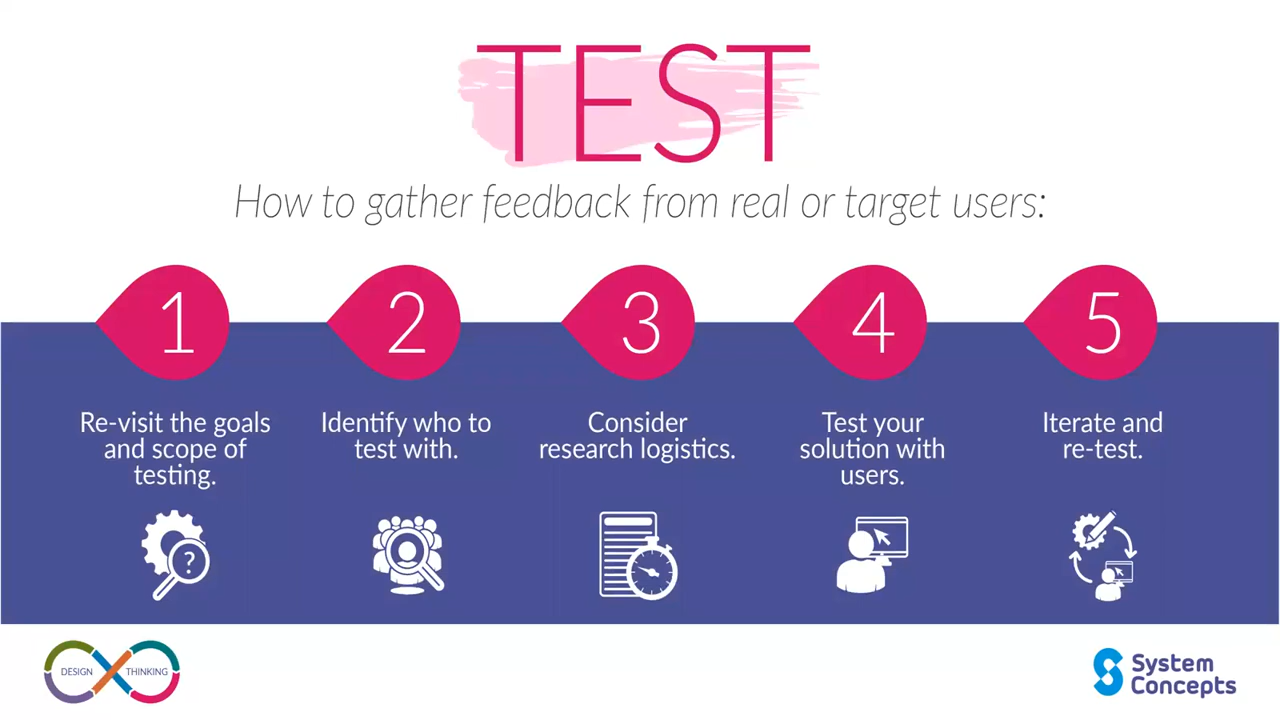 TEST
How to gather feedback from real or target users:
1
Re-visit the goals
and scope of
testing.
?
2
Identify who to
test with.
3
Consider
research logistics.
4
Test your
solution with
users.
5
Iterate and
re-test.
DESIGN THINKING
System
Concepts